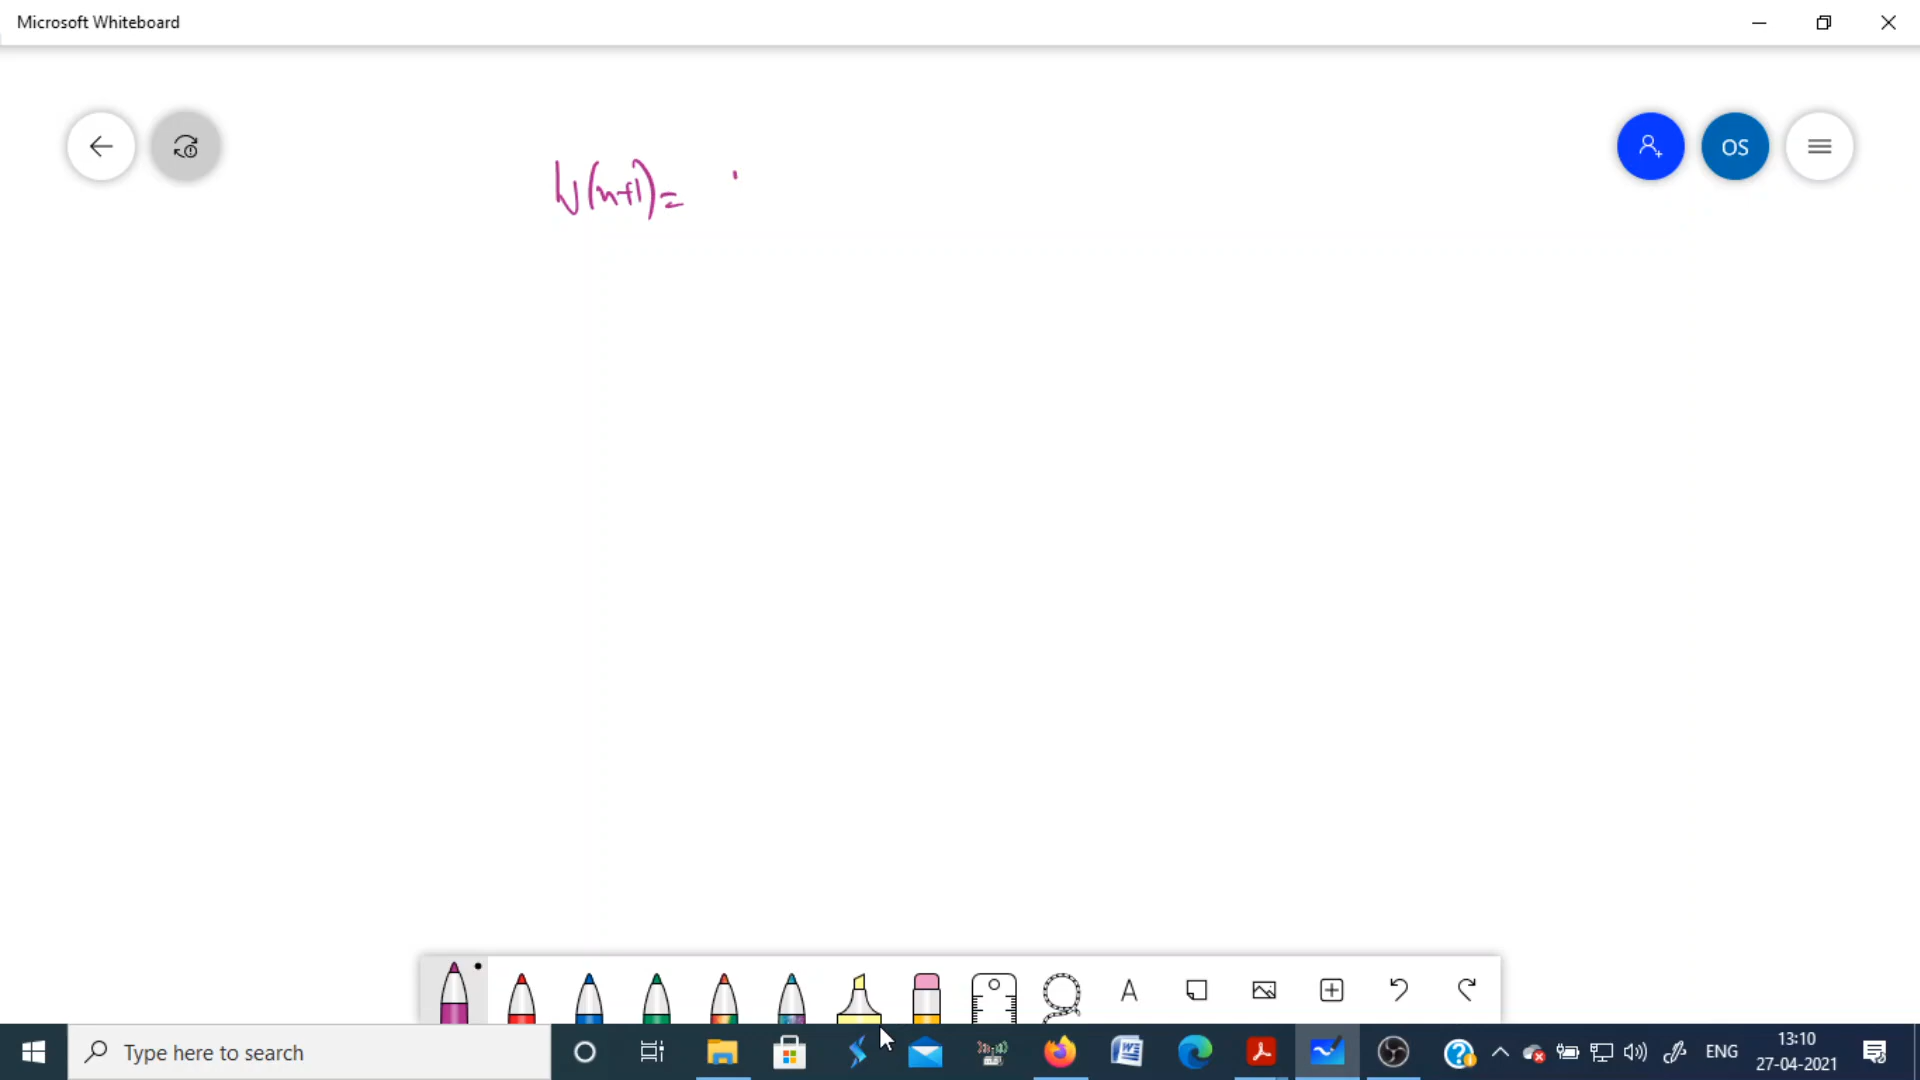 Microsoft Whiteboard
OS
W(n+1)=
A
Type here to search
ENG
13:10
27-04-2021